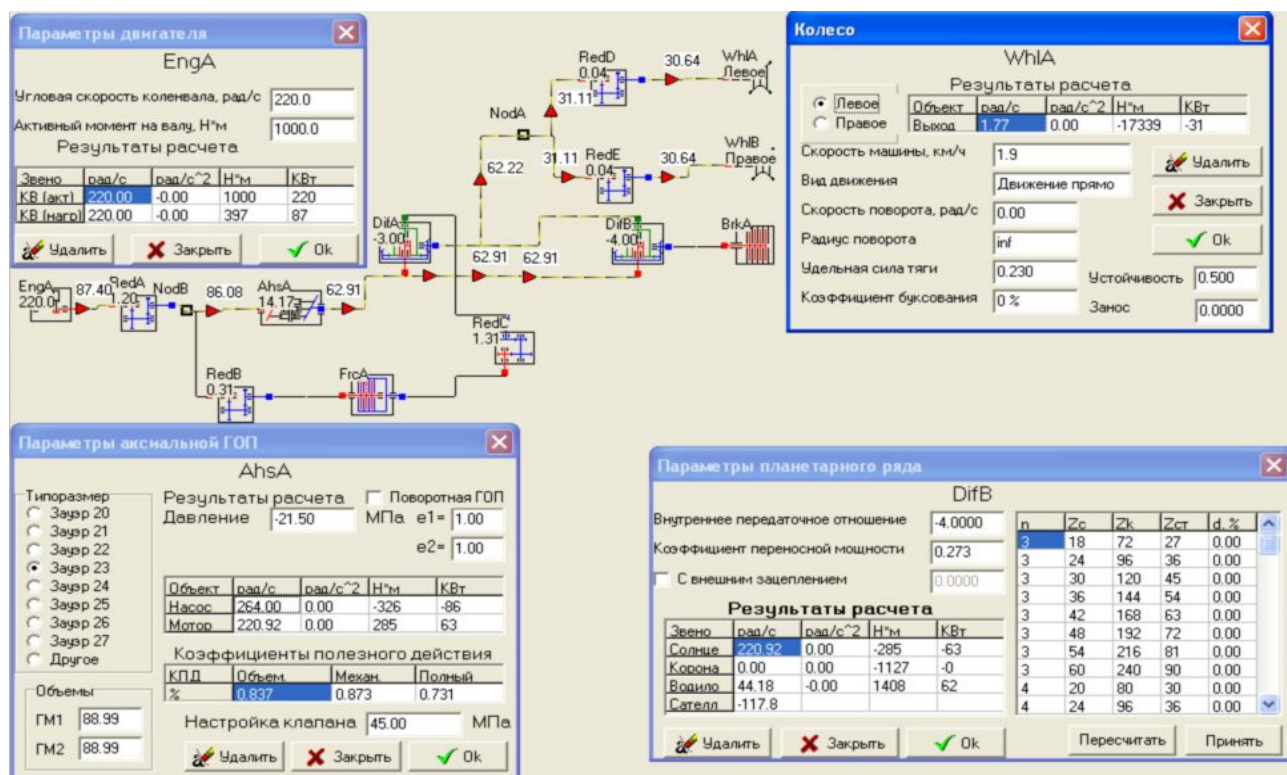 Параметры двигателя
EngA
Угловая скорость коленвала, рад/с 220.0
Активный момент на валу, Н*м 1000.0
Результаты расчета
Звено рад/с рад/с^2 Н*м КВт
КВ (акт) 220.00 -0.00 1000 220
КВ (нагр) 220.00 -0.00 397 87
Удалить Закрыть Ok
RedD
0.04
30.64
WhlA
Левое
31.11
NodA
WhlB
Правое
31.11
RedE
0.04
30.64
62.22
DifA
-3.00
DifB
-4.00
BrkA
62.91
62.91
EngA
220.0
87.40
RedA
1.20
NodB
86.08
AhsA
14.17
62.91
RedC
1.31
RedB
0.31
FrcA
Колесо
WhlA
Результаты расчета
Левое
Правое
Объект рад/с рад/с^2 Н*м КВт
Выход 1.77 0.00 -17339 -31
Скорость машины, км/ч 1.9
Удалить
Вид движения Движение прямо
Закрыть
Скорость поворота, рад/с 0.00
Радиус поворота inf
Ok
Удельная сила тяги 0.230
Устойчивость 0.500
Коэффициент буксования 0 %
Занос 0.0000
Параметры аксиальной ГОП
AhsA
Типоразмер
Зауэр 20
Зауэр 21
Зауэр 22
Зауэр 23
Зауэр 24
Зауэр 25
Зауэр 26
Зауэр 27
Другое
Объемы
ГМ1 88.99
ГМ2 88.99
Результаты расчета Поворотная ГОП
Давление -21.50 МПа e1= 1.00
e2= 1.00
Объект рад/с рад/с^2 Н*м КВт
Насос 264.00 0.00 -326 -86
Мотор 220.92 0.00 285 63
Коэффициенты полезного действия
КПД Объем. Механ. Полный
% 0.837 0.873 0.731
Настройка клапана 45.00 МПа
Удалить Закрыть Ok
Параметры планетарного ряда
DifB
Внутреннее передаточное отношение -4.0000
Коэффициент переносной мощности 0.273
С внешним зацеплением 0.0000
Результаты расчета
Звено рад/с рад/с^2 Н*м КВт
Солнце 220.92 0.00 -285 -63
Корона 0.00 0.00 -1127 -0
Водило 44.18 -0.00 1408 62
Сателл -117.8
Удалить Закрыть Ok
n Zс Zk Zст d. %
3 18 72 27 0.00
3 24 96 36 0.00
3 30 120 45 0.00
3 36 144 54 0.00
3 42 168 63 0.00
3 48 192 72 0.00
3 54 216 81 0.00
3 60 240 90 0.00
4 20 80 30 0.00
4 24 96 36 0.00
Пересчитать Принять